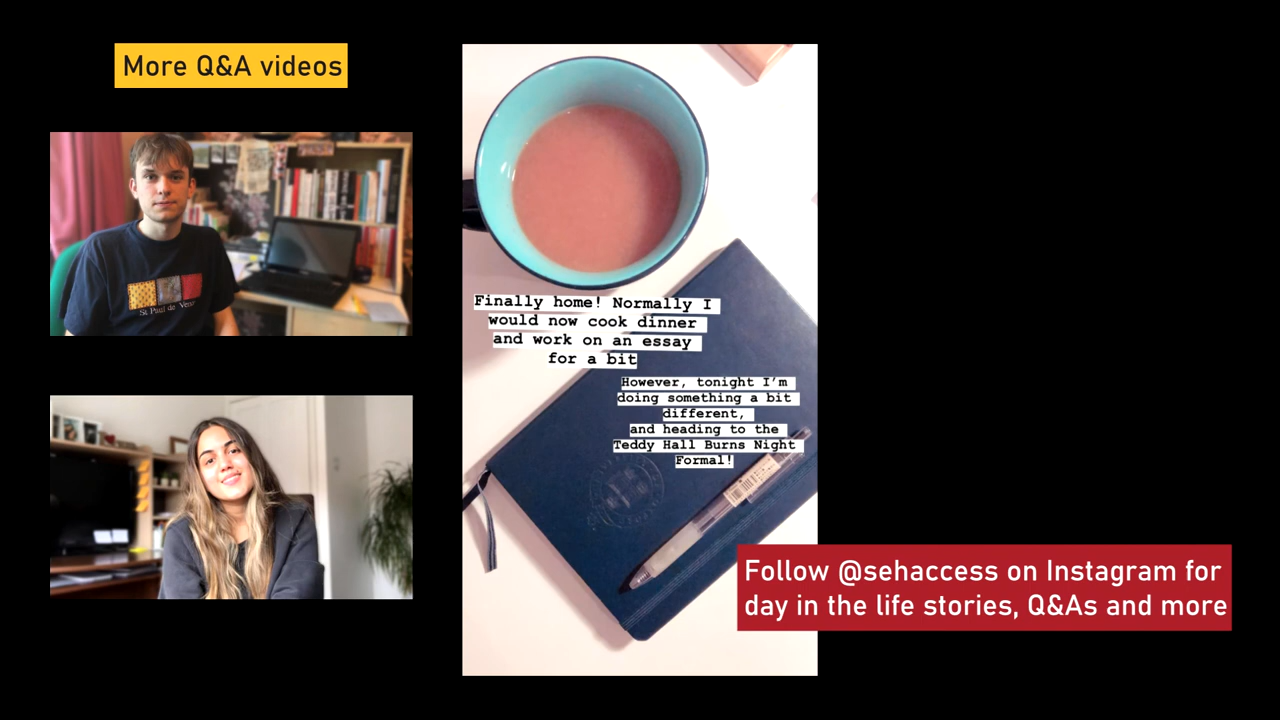 More Q&A videos
St Paul de Vence
Finally home! Normally I
would now cook dinner
and work on an essay
for a bit
However, tonight I'm
doing something a bit
different,
and heading to the
Teddy Hall Burns Night
Formal!
Follow @sehaccess on Instagram for
day in the life stories, Q&As and more